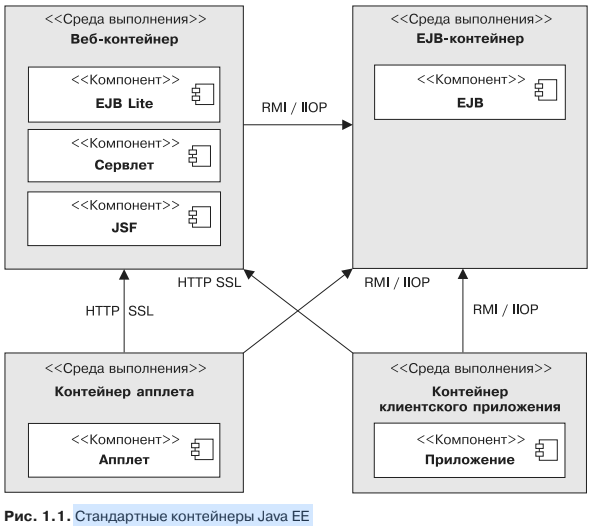 <<Среда выполнения>>
Веб-контейнер
<<Компонент>>
EJB Lite
<<Компонент>>
Сервлет
<<Компонент>>
JSF
RMI / IIOP
<<Среда выполнения>>
EJB-контейнер
<<Компонент>>
EJB
HTTP SSL
HTTP SSL
RMI / IIOP
RMI / IIOP
<<Среда выполнения>>
Контейнер апплета
<<Компонент>>
Апплет
<<Среда выполнения>>
Контейнер
клиентского приложения
<<Компонент>>
Приложение
Рис. 1.1. Стандартные контейнеры Java EE